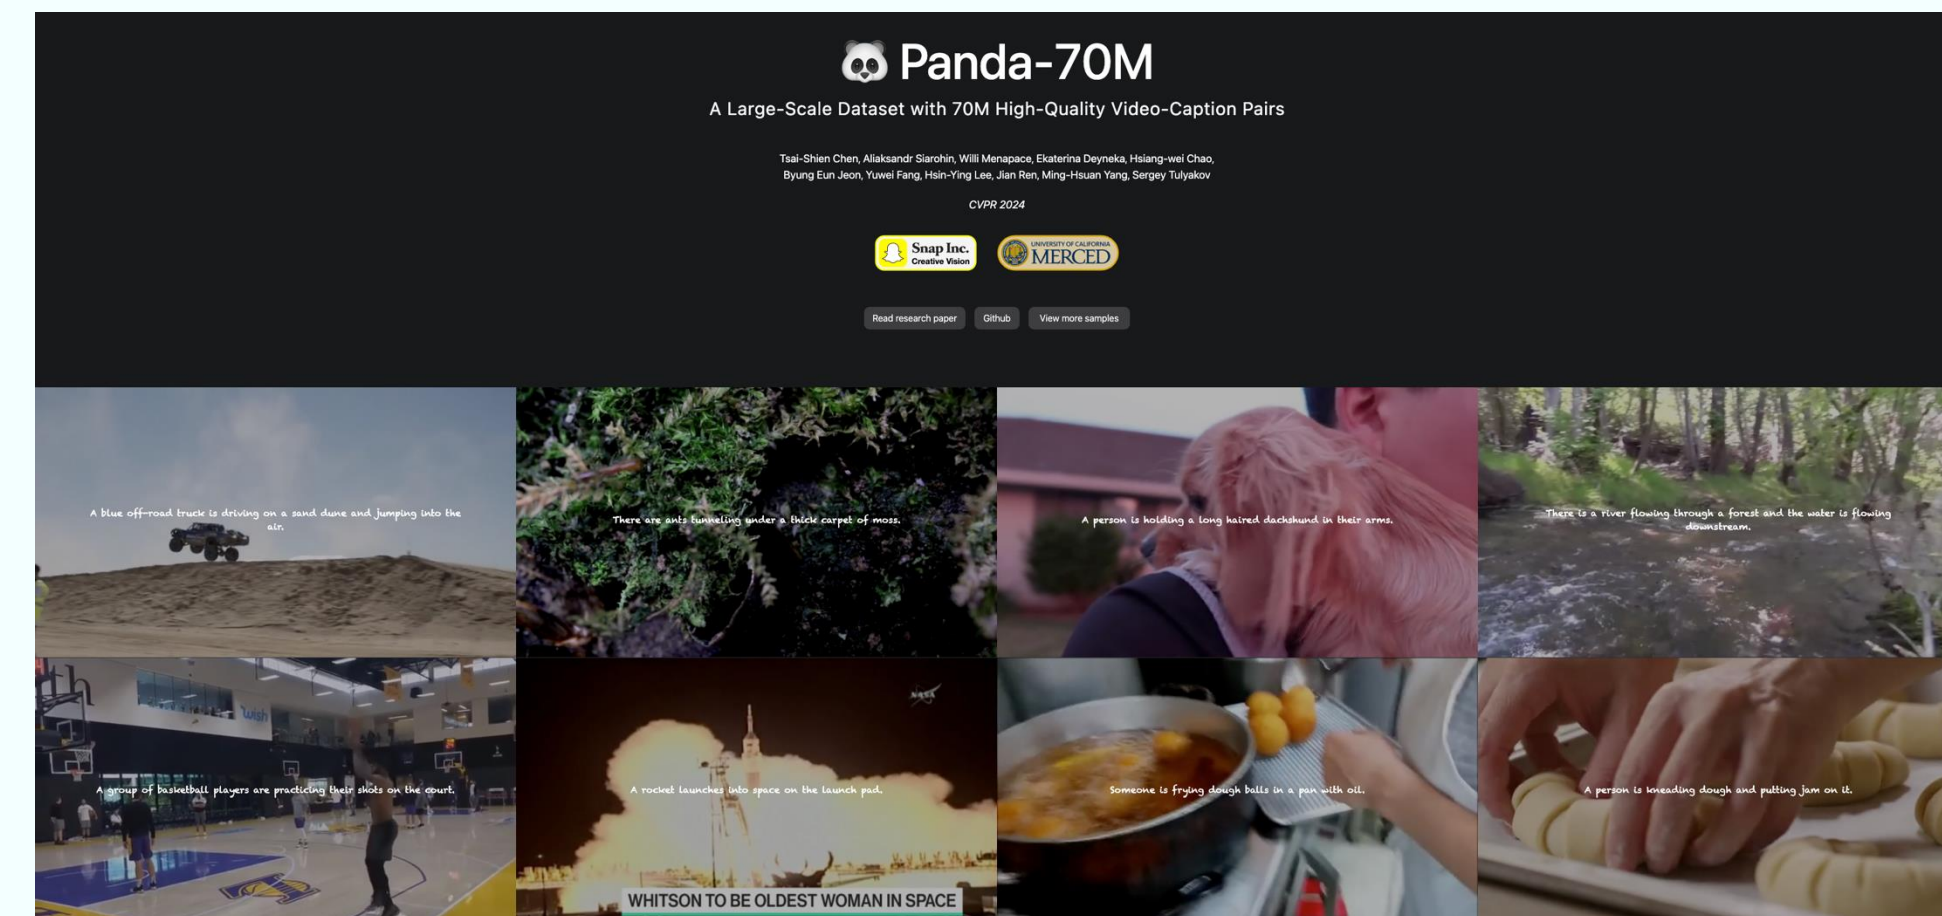 Panda-70M
A Large-Scale Dataset with 70M High-Quality Video-Caption Pairs
Tsai-Shien Chen, Aliaksandr Siarohin, Willi Menapace, Ekaterina Deyneka, Hsiang-wei Chao,
Byung Eun Jeon, Yuwei Fang, Hsin-Ying Lee, Jian Ren, Ming-Hsuan Yang, Sergey Tulyakov
CVPR 2024
Snap Inc.
Creative Vision
UNIVERSITY OF CALIFORNIA
MERCED
Read research paper
Github
View more samples
A blue off-road truck is driving on a sand dune and jumping into the
air.
There are ants tunneling under a thick carpet of moss.
A person is holding a long haired dachshund in their arms.
There is a river flowing through a forest and the water is flowing
downstream.
wish
A group of basketball players are practicing their shots on the court.
NASA
A rocket launches into space on the launch pad.
WHITSON TO BE OLDEST WOMAN IN SPACE
Someone is frying dough balls in a pan with oil.
A person is kneading dough and putting jam on it.